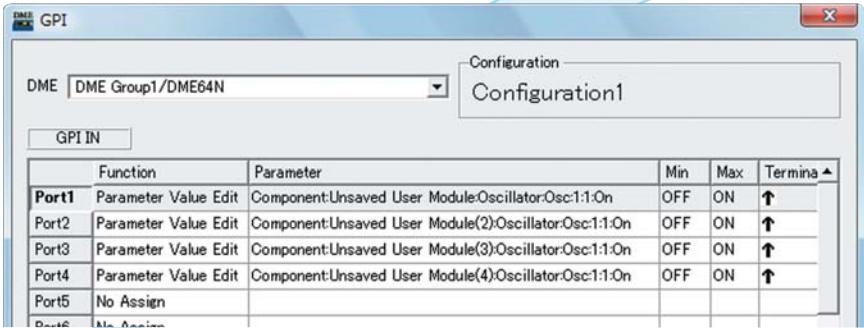 DME GPI
Configuration
DME DME Group1/DME64N Configuration1
GPI IN
Function Parameter Min Max Termina
Port1 Parameter Value Edit Component:Unsaved User Module:Oscillator:Osc:1:1:On OFF ON ↑
Port2 Parameter Value Edit Component:Unsaved User Module(2):Oscillator:Osc:1:1:On OFF ON ↑
Port3 Parameter Value Edit Component:Unsaved User Module(3):Oscillator:Osc:1:1:On OFF ON ↑
Port4 Parameter Value Edit Component:Unsaved User Module(4):Oscillator:Osc:1:1:On OFF ON ↑
Port5 No Assign